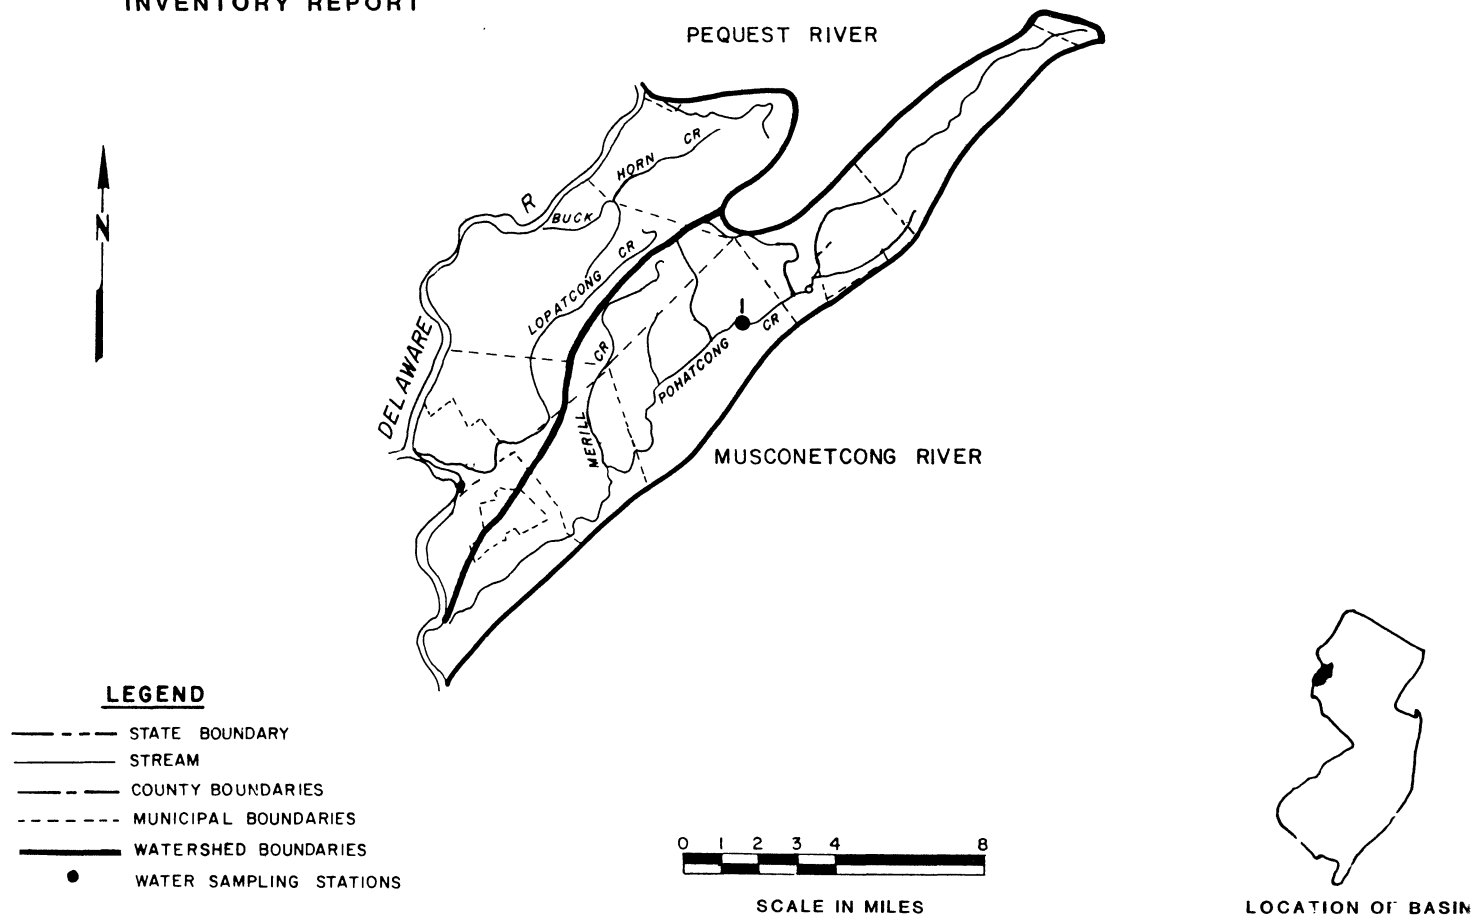 INVENTORY REPORT
PEQUEST RIVER
N
DELAWARE R
BUCK HORN CR
LOPATCONG CR
MERILL CR
1
POHATCONG CR
MUSCONETCONG RIVER
LEGEND
STATE BOUNDARY
STREAM
COUNTY BOUNDARIES
MUNICIPAL BOUNDARIES
WATERSHED BOUNDARIES
WATER SAMPLING STATIONS
0 1 2 3 4 8
SCALE IN MILES
LOCATION OF BASIN